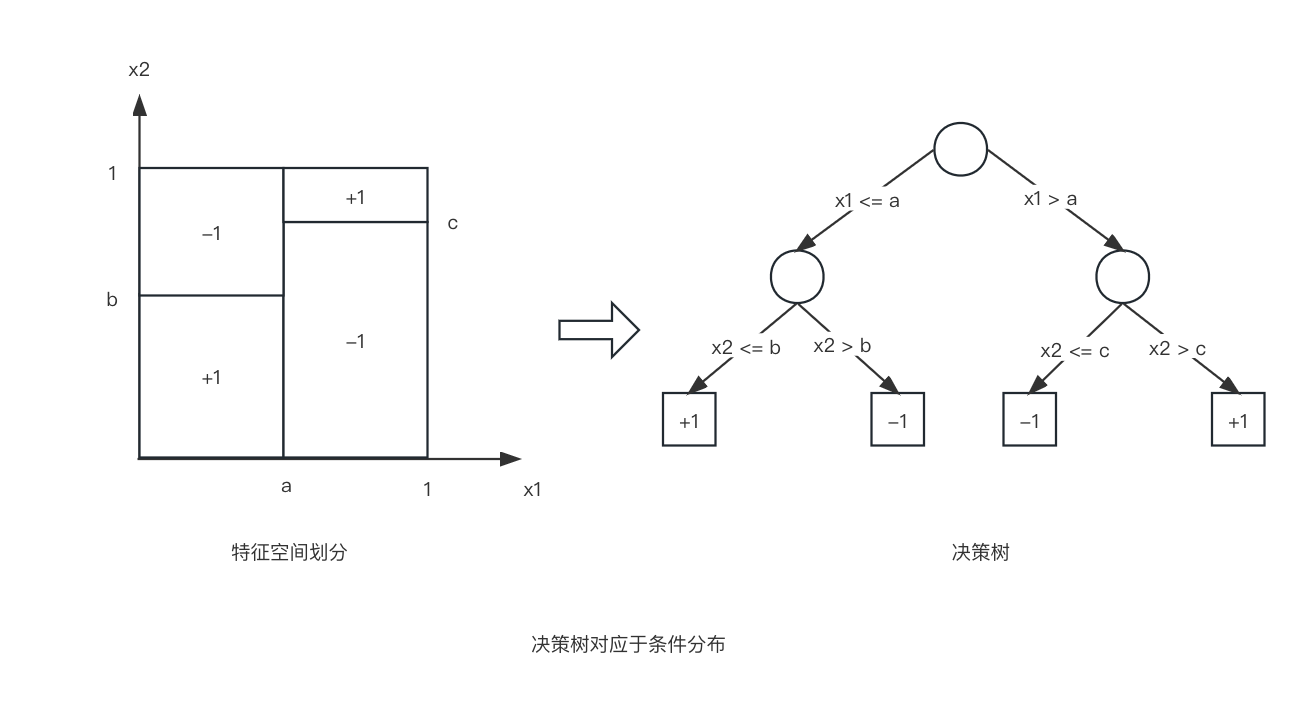 x2
1
+1
c
–1
b
–1
+1
a
1
x1
特征空间划分
x1 <= a
x1 > a
x2 <= b
x2 > b
x2 <= c
x2 > c
+1
–1
–1
+1
决策树
决策树对应于条件分布